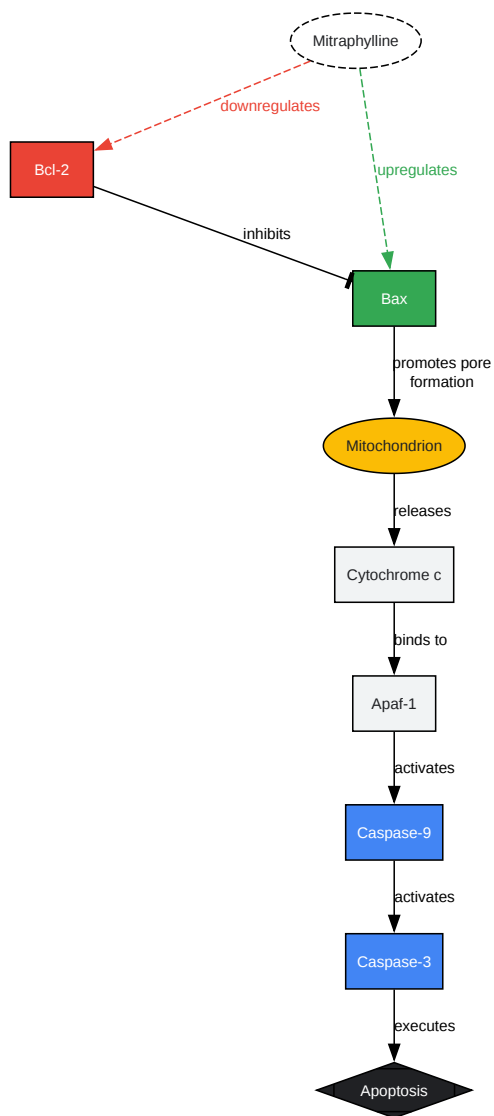 Mitraphylline
downregulates
Bcl-2
upregulates
inhibits
Bax
promotes pore
formation
Mitochondrion
releases
Cytochrome c
binds to
Apaf-1
activates
Caspase-9
activates
Caspase-3
executes
Apoptosis